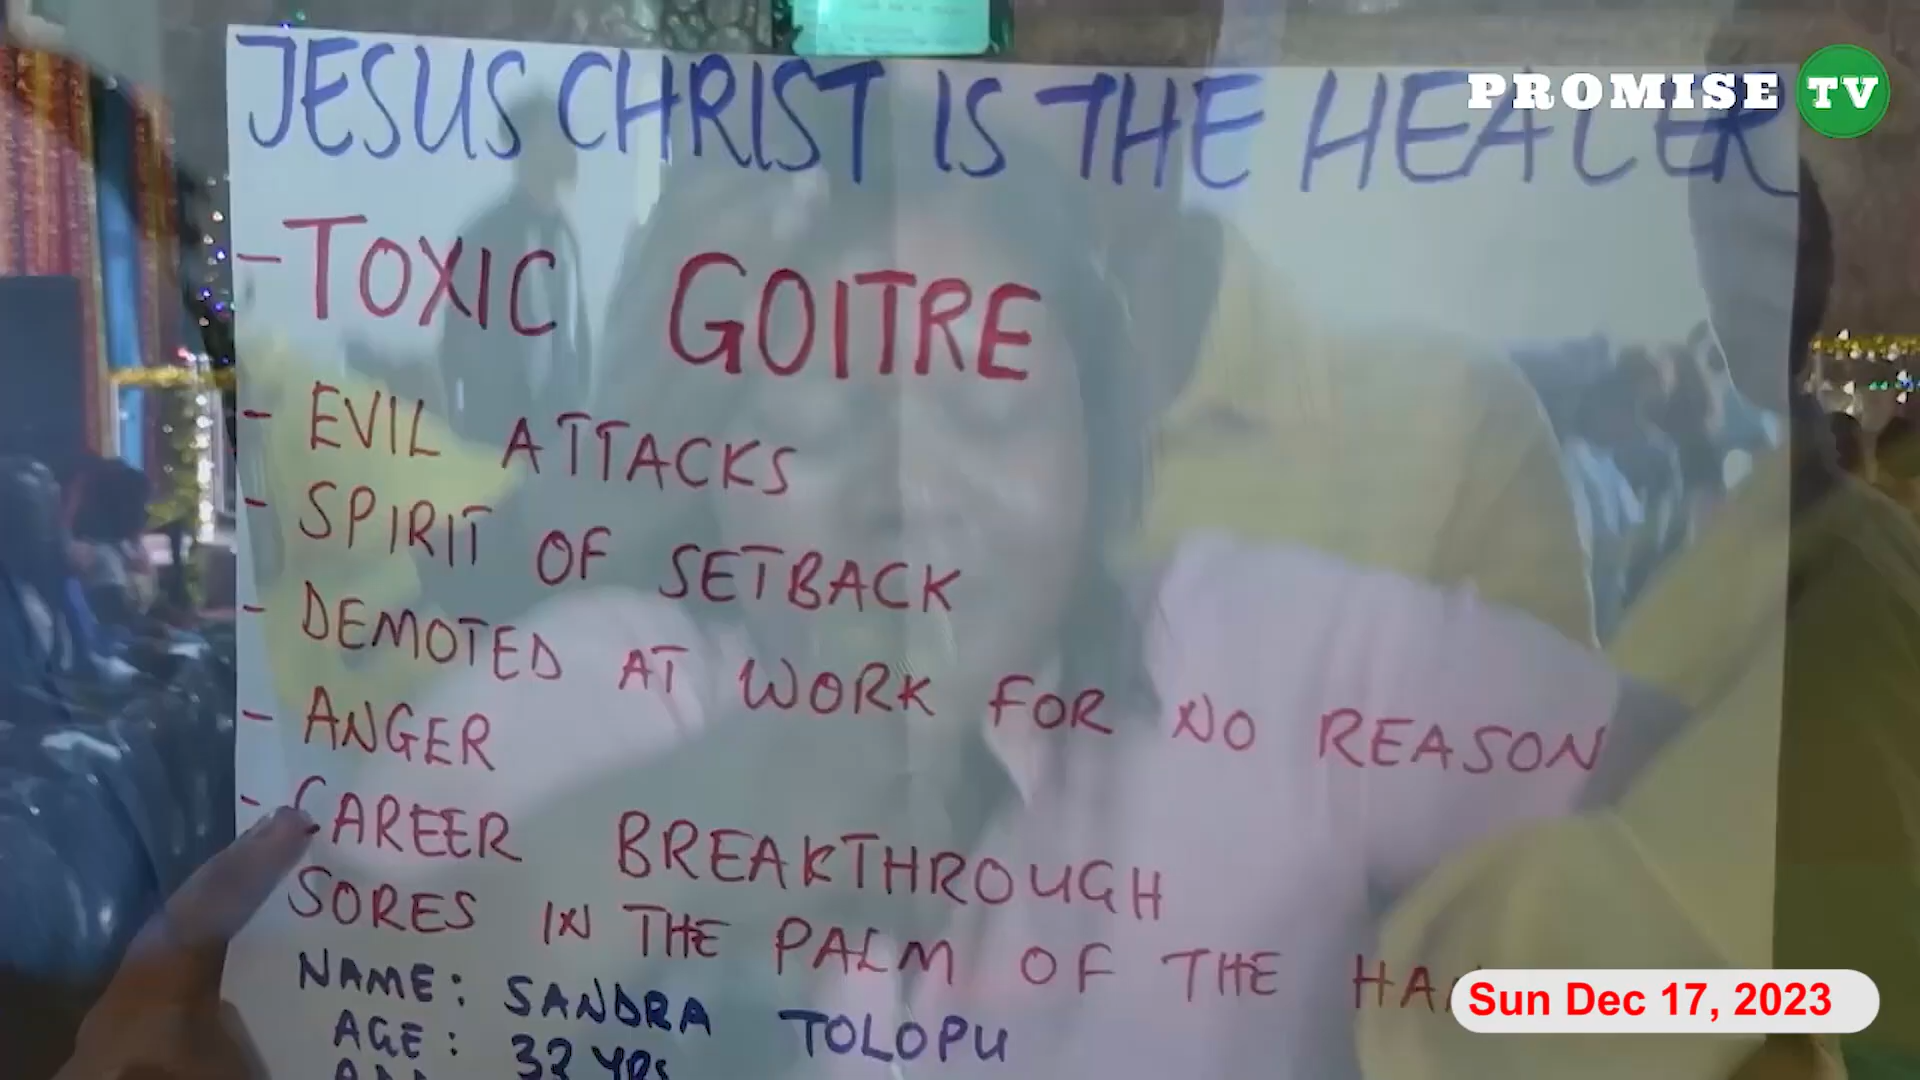 JESUS CHRIST IS THE HEALER
PROMISE TV
- TOXIC GOITRE
- EVIL ATTACKS
- SPIRIT OF SETBACK
- DEMOTED AT WORK FOR NO REASON
- ANGER
- CAREER BREAKTHROUGH
SORES IN THE PALM OF THE
NAME: SANDRA TOLOPU
AGE: 32 YRS
Sun Dec 17, 2023